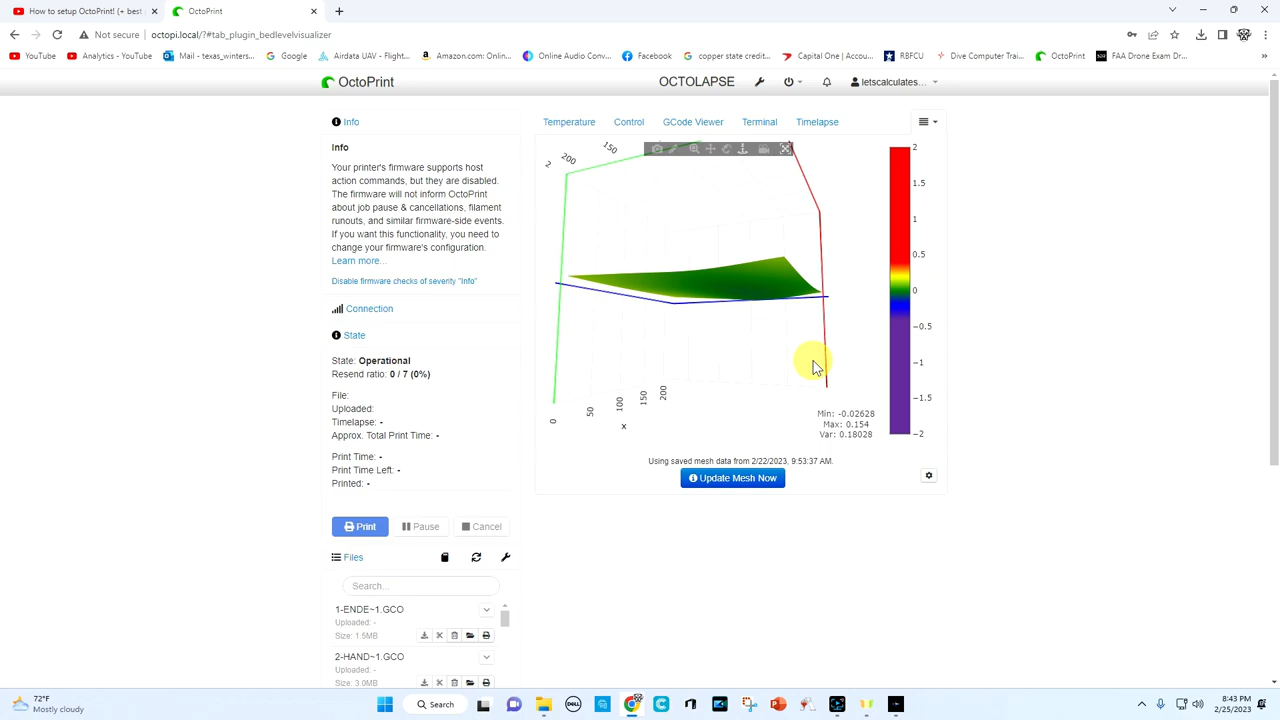 How to setup OctoPrint! (+ best
OctoPrint
Not secure
octopi.local/?#tab_plugin_bedlevelvisualizer
YouTube
Analytics - YouTube
Mail - texas_winters...
Google
Airdata UAV - Flight...
Amazon.com: Onlin...
Online Audio Conv...
Facebook
copper state credit...
Capital One | Accou...
RBFCU
Dive Computer Trai...
OctoPrint
FAA Drone Exam Dr...
OctoPrint
OCTOLAPSE
letscalculates...
Info
Info
Your printer's firmware supports host
action commands, but they are disabled.
The firmware will not inform OctoPrint
about job pause & cancellations, filament
runouts, and similar firmware-side events.
If you want this functionality, you need to
change your firmware's configuration.
Learn more...
Disable firmware checks of severity "Info"
Connection
State
State: Operational
Resend ratio: 0 / 7 (0%)
File:
Uploaded:
Timelapse: -
Approx. Total Print Time: -
Print Time: -
Print Time Left: -
Printed: -
Print
Pause
Cancel
Files
Search...
1-ENDE~1.GCO
Uploaded: -
Size: 1.5MB
2-HAND~1.GCO
Uploaded: -
Size: 3.0MB
Temperature
Control
GCode Viewer
Terminal
Timelapse
2
200
150
0
50
100
150
200
x
2
1.5
1
0.5
0
−0.5
−1
−1.5
−2
Min: -0.02628
Max: 0.154
Var: 0.18028
Using saved mesh data from 2/22/2023, 9:53:37 AM.
Update Mesh Now
72°F
Mostly cloudy
Search
8:43 PM
2/25/2023